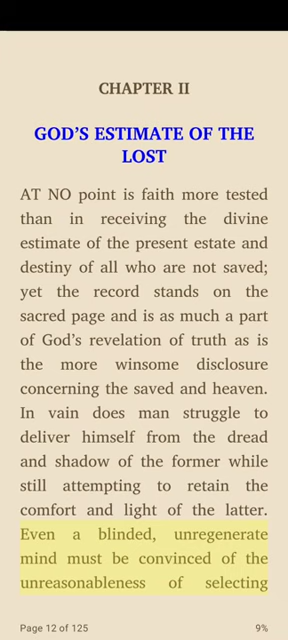 CHAPTER II
GOD’S ESTIMATE OF THE
LOST
AT NO point is faith more tested
than in receiving the divine
estimate of the present estate and
destiny of all who are not saved;
yet the record stands on the
sacred page and is as much a part
of God’s revelation of truth as is
the more winsome disclosure
concerning the saved and heaven.
In vain does man struggle to
deliver himself from the dread
and shadow of the former while
still attempting to retain the
comfort and light of the latter.
Even a blinded, unregenerate
mind must be convinced of the
unreasonableness of selecting
Page 12 of 125 9%